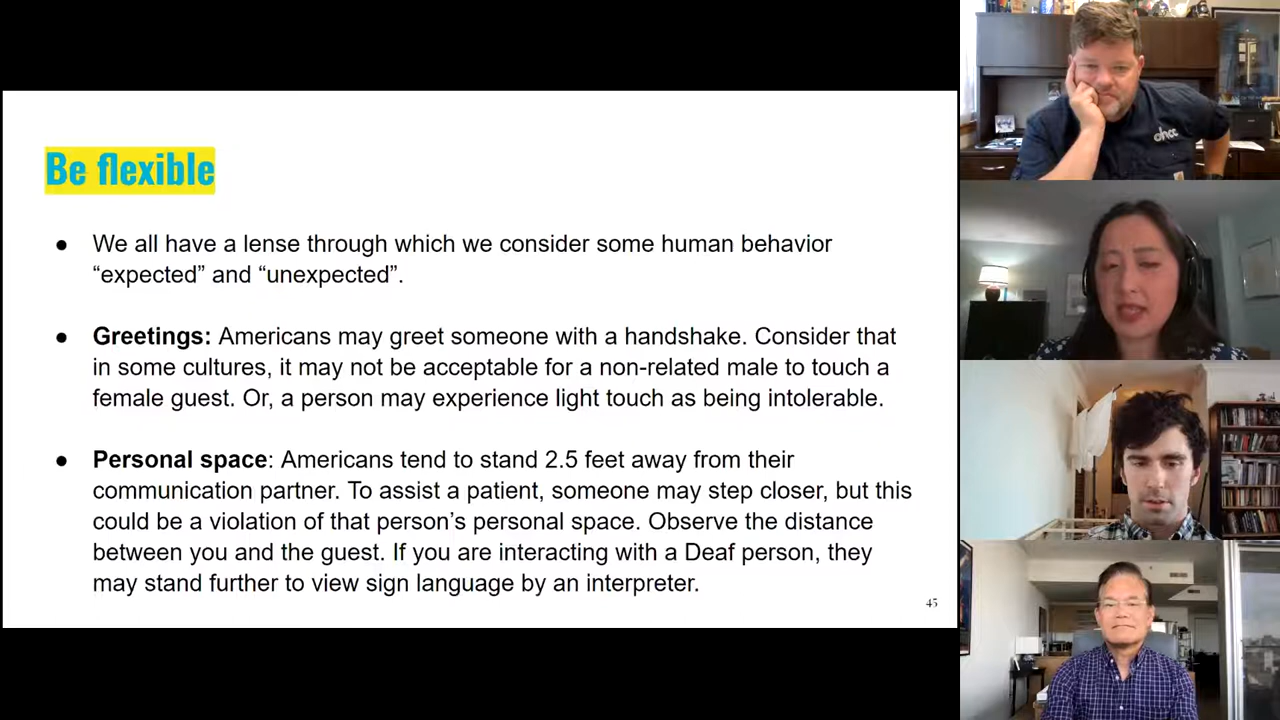 Be flexible
● We all have a lense through which we consider some human behavior
“expected” and “unexpected”.
● Greetings: Americans may greet someone with a handshake. Consider that
in some cultures, it may not be acceptable for a non-related male to touch a
female guest. Or, a person may experience light touch as being intolerable.
● Personal space: Americans tend to stand 2.5 feet away from their
communication partner. To assist a patient, someone may step closer, but this
could be a violation of that person’s personal space. Observe the distance
between you and the guest. If you are interacting with a Deaf person, they
may stand further to view sign language by an interpreter.
45
ohcc